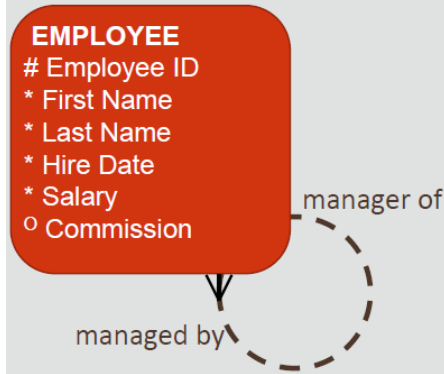 EMPLOYEE
# Employee ID
* First Name
* Last Name
* Hire Date
* Salary
o Commission
manager of
managed by